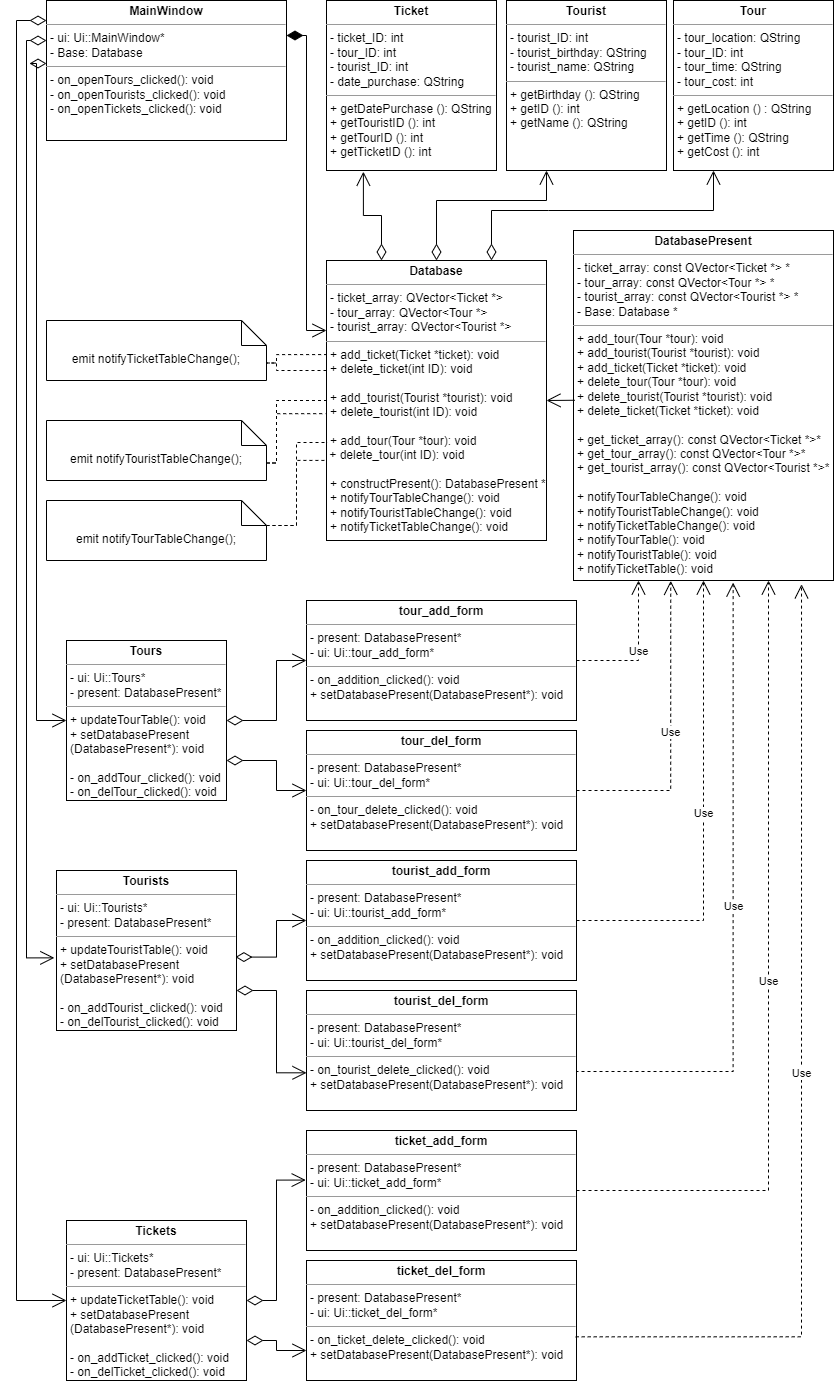 MainWindow
- ui: Ui::MainWindow*
- Base: Database
- on_openTours_clicked(): void
- on_openTourists_clicked(): void
- on_openTickets_clicked(): void
Ticket
- ticket_ID: int
- tour_ID: int
- tourist_ID: int
- date_purchase: QString
+ getDatePurchase (): QString
+ getTouristID (): int
+ getTourID (): int
+ getTicketID (): int
Tourist
- tourist_ID: int
- tourist_birthday: QString
- tourist_name: QString
+ getBirthday (): QString
+ getID (): int
+ getName (): QString
Tour
- tour_location: QString
- tour_ID: int
- tour_time: QString
- tour_cost: int
+ getLocation () : QString
+ getID (): int
+ getTime (): QString
+ getCost (): int
Database
- ticket_array: QVector<Ticket *>
- tour_array: QVector<Tour *>
- tourist_array: QVector<Tourist *>
+ add_ticket(Ticket *ticket): void
+ delete_ticket(int ID): void
+ add_tourist(Tourist *tourist): void
+ delete_tourist(int ID): void
+ add_tour(Tour *tour): void
+ delete_tour(int ID): void
+ constructPresent(): DatabasePresent *
+ notifyTourTableChange(): void
+ notifyTouristTableChange(): void
+ notifyTicketTableChange(): void
DatabasePresent
- ticket_array: const QVector<Ticket *> *
- tour_array: const QVector<Tour *> *
- tourist_array: const QVector<Tourist *> *
- Base: Database *
+ add_tour(Tour *tour): void
+ add_tourist(Tourist *tourist): void
+ add_ticket(Ticket *ticket): void
+ delete_tour(Tour *tour): void
+ delete_tourist(Tourist *tourist): void
+ delete_ticket(Ticket *ticket): void
+ get_ticket_array(): const QVector<Ticket *>*
+ get_tour_array(): const QVector<Tour *>*
+ get_tourist_array(): const QVector<Tourist *>*
+ notifyTourTableChange(): void
+ notifyTouristTableChange(): void
+ notifyTicketTableChange(): void
+ notifyTourTable(): void
+ notifyTouristTable(): void
+ notifyTicketTable(): void
emit notifyTicketTableChange();
emit notifyTouristTableChange();
emit notifyTourTableChange();
Tours
- ui: Ui::Tours*
- present: DatabasePresent*
+ updateTourTable(): void
+ setDatabasePresent
(DatabasePresent*): void
- on_addTour_clicked(): void
- on_delTour_clicked(): void
tour_add_form
- present: DatabasePresent*
- ui: Ui::tour_add_form*
- on_addition_clicked(): void
+ setDatabasePresent(DatabasePresent*): void
Use
tour_del_form
- present: DatabasePresent*
- ui: Ui::tour_del_form*
- on_tour_delete_clicked(): void
+ setDatabasePresent(DatabasePresent*): void
Use
Tourists
- ui: Ui::Tourists*
- present: DatabasePresent*
+ updateTouristTable(): void
+ setDatabasePresent
(DatabasePresent*): void
- on_addTourist_clicked(): void
- on_delTourist_clicked(): void
tourist_add_form
- present: DatabasePresent*
- ui: Ui::tourist_add_form*
- on_addition_clicked(): void
+ setDatabasePresent(DatabasePresent*): void
Use
tourist_del_form
- present: DatabasePresent*
- ui: Ui::tourist_del_form*
- on_tourist_delete_clicked(): void
+ setDatabasePresent(DatabasePresent*): void
Use
ticket_add_form
- present: DatabasePresent*
- ui: Ui::ticket_add_form*
- on_addition_clicked(): void
+ setDatabasePresent(DatabasePresent*): void
Use
Tickets
- ui: Ui::Tickets*
- present: DatabasePresent*
+ updateTicketTable(): void
+ setDatabasePresent
(DatabasePresent*): void
- on_addTicket_clicked(): void
- on_delTicket_clicked(): void
ticket_del_form
- present: DatabasePresent*
- ui: Ui::ticket_del_form*
- on_ticket_delete_clicked(): void
+ setDatabasePresent(DatabasePresent*): void
Use